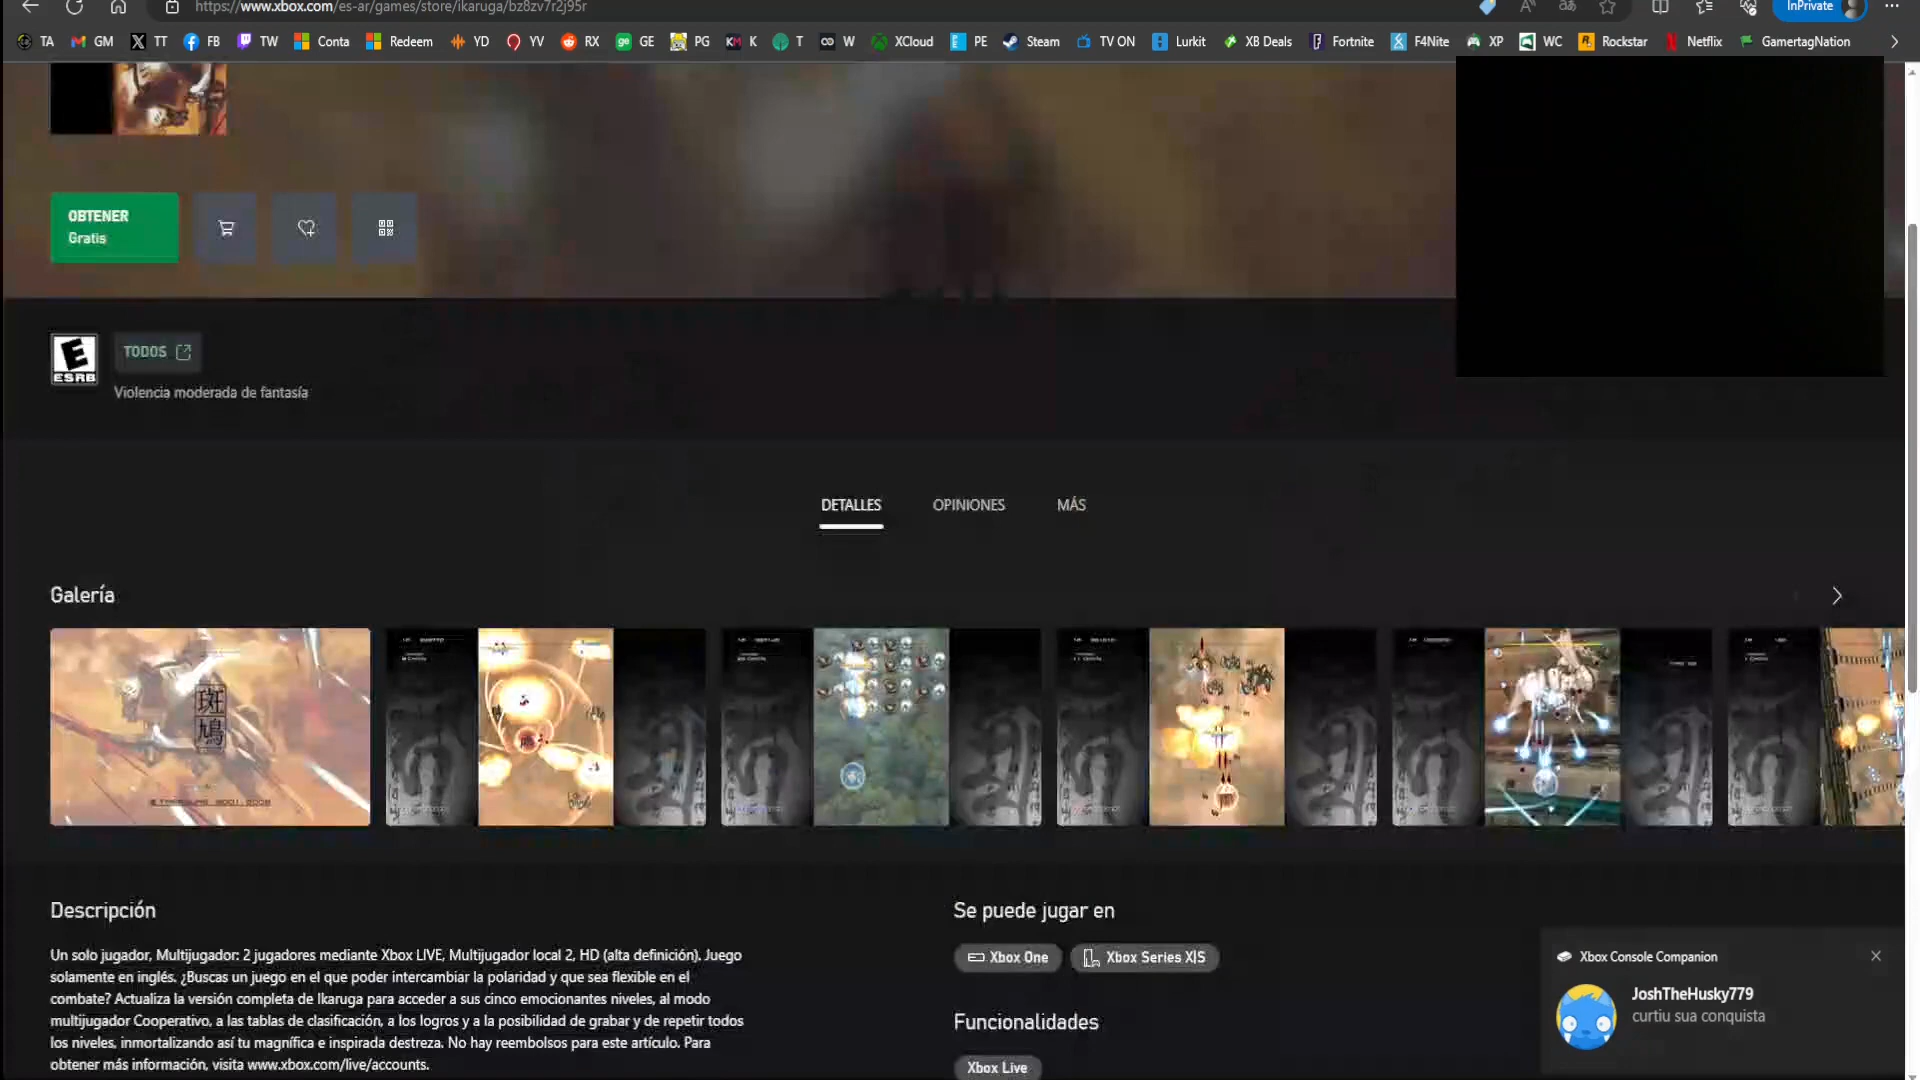 https://www.xbox.com/es-ar/games/store/ikaruga/bz8zv7r2j95r
InPrivate
TA GM TT FB TW Conta Redeem YD YV RX GE PG K T W XCloud PE Steam TV ON Lurkit XB Deals Fortnite F4Nite XP WC Rockstar Netflix GamertagNation
OBTENER
Gratis
E
ESRB
TODOS
Violencia moderada de fantasía
DETALLES OPINIONES MÁS
Galería
斑
鳩
Descripción
Un solo jugador, Multijugador: 2 jugadores mediante Xbox LIVE, Multijugador local 2, HD (alta definición). Juego
solamente en inglés. ¿Buscas un juego en el que poder intercambiar la polaridad y que sea flexible en el
combate? Actualiza la versión completa de Ikaruga para acceder a sus cinco emocionantes niveles, al modo
multijugador Cooperativo, a las tablas de clasificación, a los logros y a la posibilidad de grabar y de repetir todos
los niveles, inmortalizando así tu magnífica e inspirada destreza. No hay reembolsos para este artículo. Para
obtener más información, visita www.xbox.com/live/accounts.
Se puede jugar en
Xbox One Xbox Series X|S
Funcionalidades
Xbox Live
Xbox Console Companion
JoshTheHusky779
curtiu sua conquista